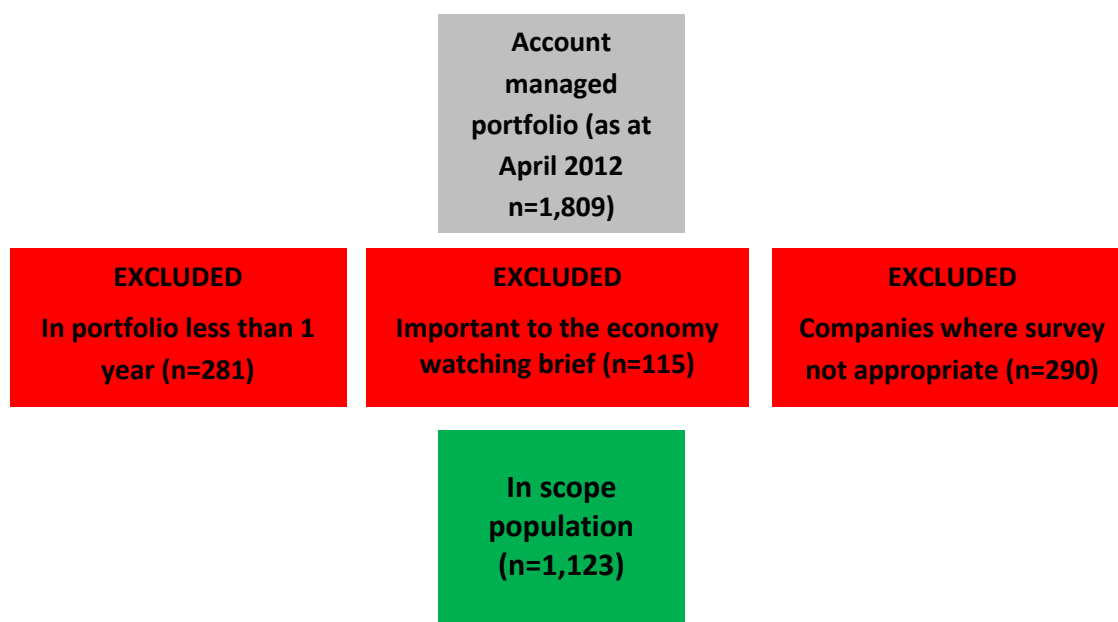 Account
managed
portfolio (as at
April 2012
n=1,809)
EXCLUDED
In portfolio less than 1
year (n=281)
EXCLUDED
Important to the economy
watching brief (n=115)
EXCLUDED
Companies where survey
not appropriate (n=290)
In scope
population
(n=1,123)